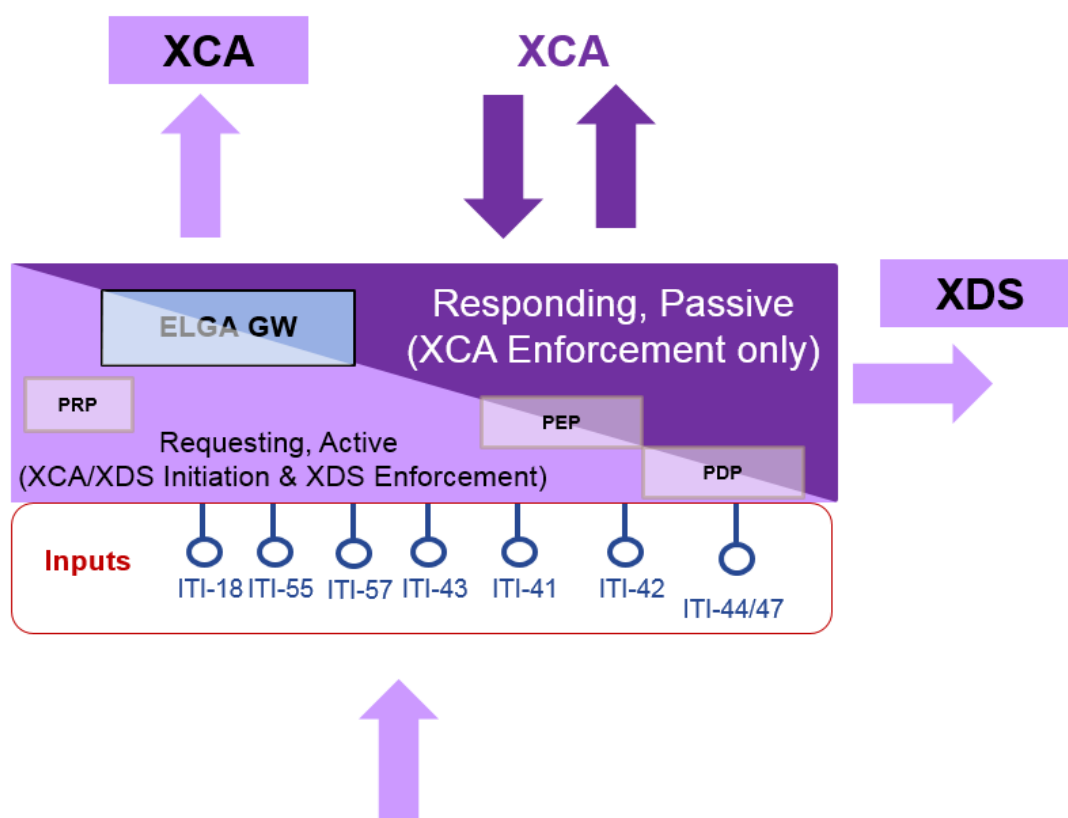 XCA
XCA
XDS
Responding, Passive
(XCA Enforcement only)
ELGA GW
PRP
PEP
Requesting, Active
(XCA/XDS Initiation & XDS Enforcement)
PDP
Inputs
ITI-18
ITI-55
ITI-57
ITI-43
ITI-41
ITI-42
ITI-44/47